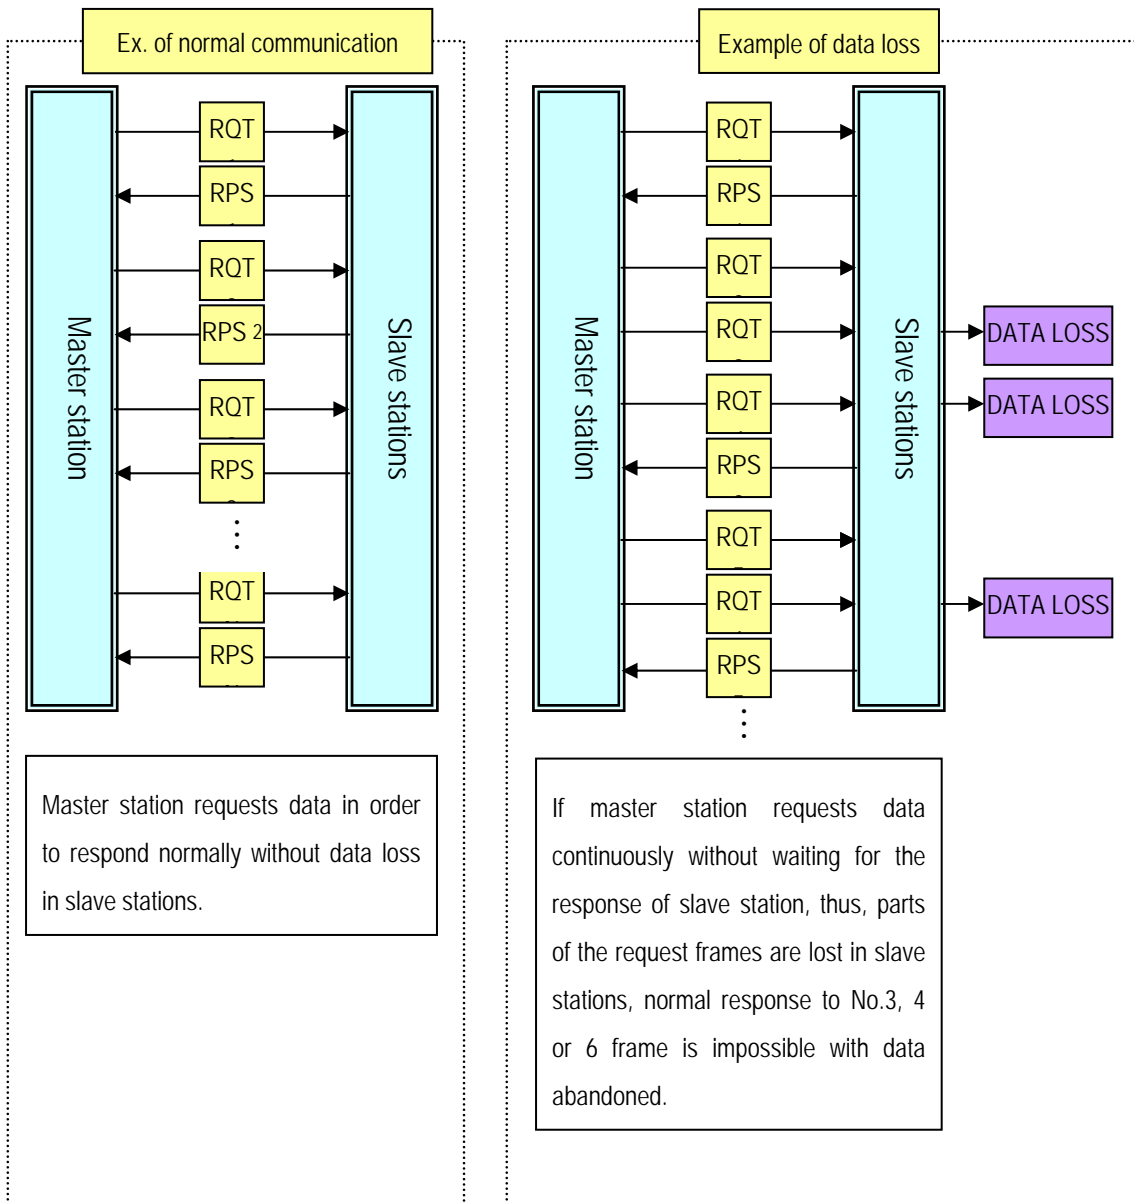 Ex. of normal communication
RQT
RPS
RQT
RPS 2
RQT
RPS
RQT
RPS
Master station
Slave stations
Master station requests data in order
to respond normally without data loss
in slave stations.
Example of data loss
RQT
RPS
RQT
RQT
RQT
RPS
RQT
RQT
RPS
Master station
Slave stations
DATA LOSS
DATA LOSS
DATA LOSS
If master station requests data
continuously without waiting for the
response of slave station, thus, parts
of the request frames are lost in slave
stations, normal response to No.3, 4
or 6 frame is impossible with data
abandoned.